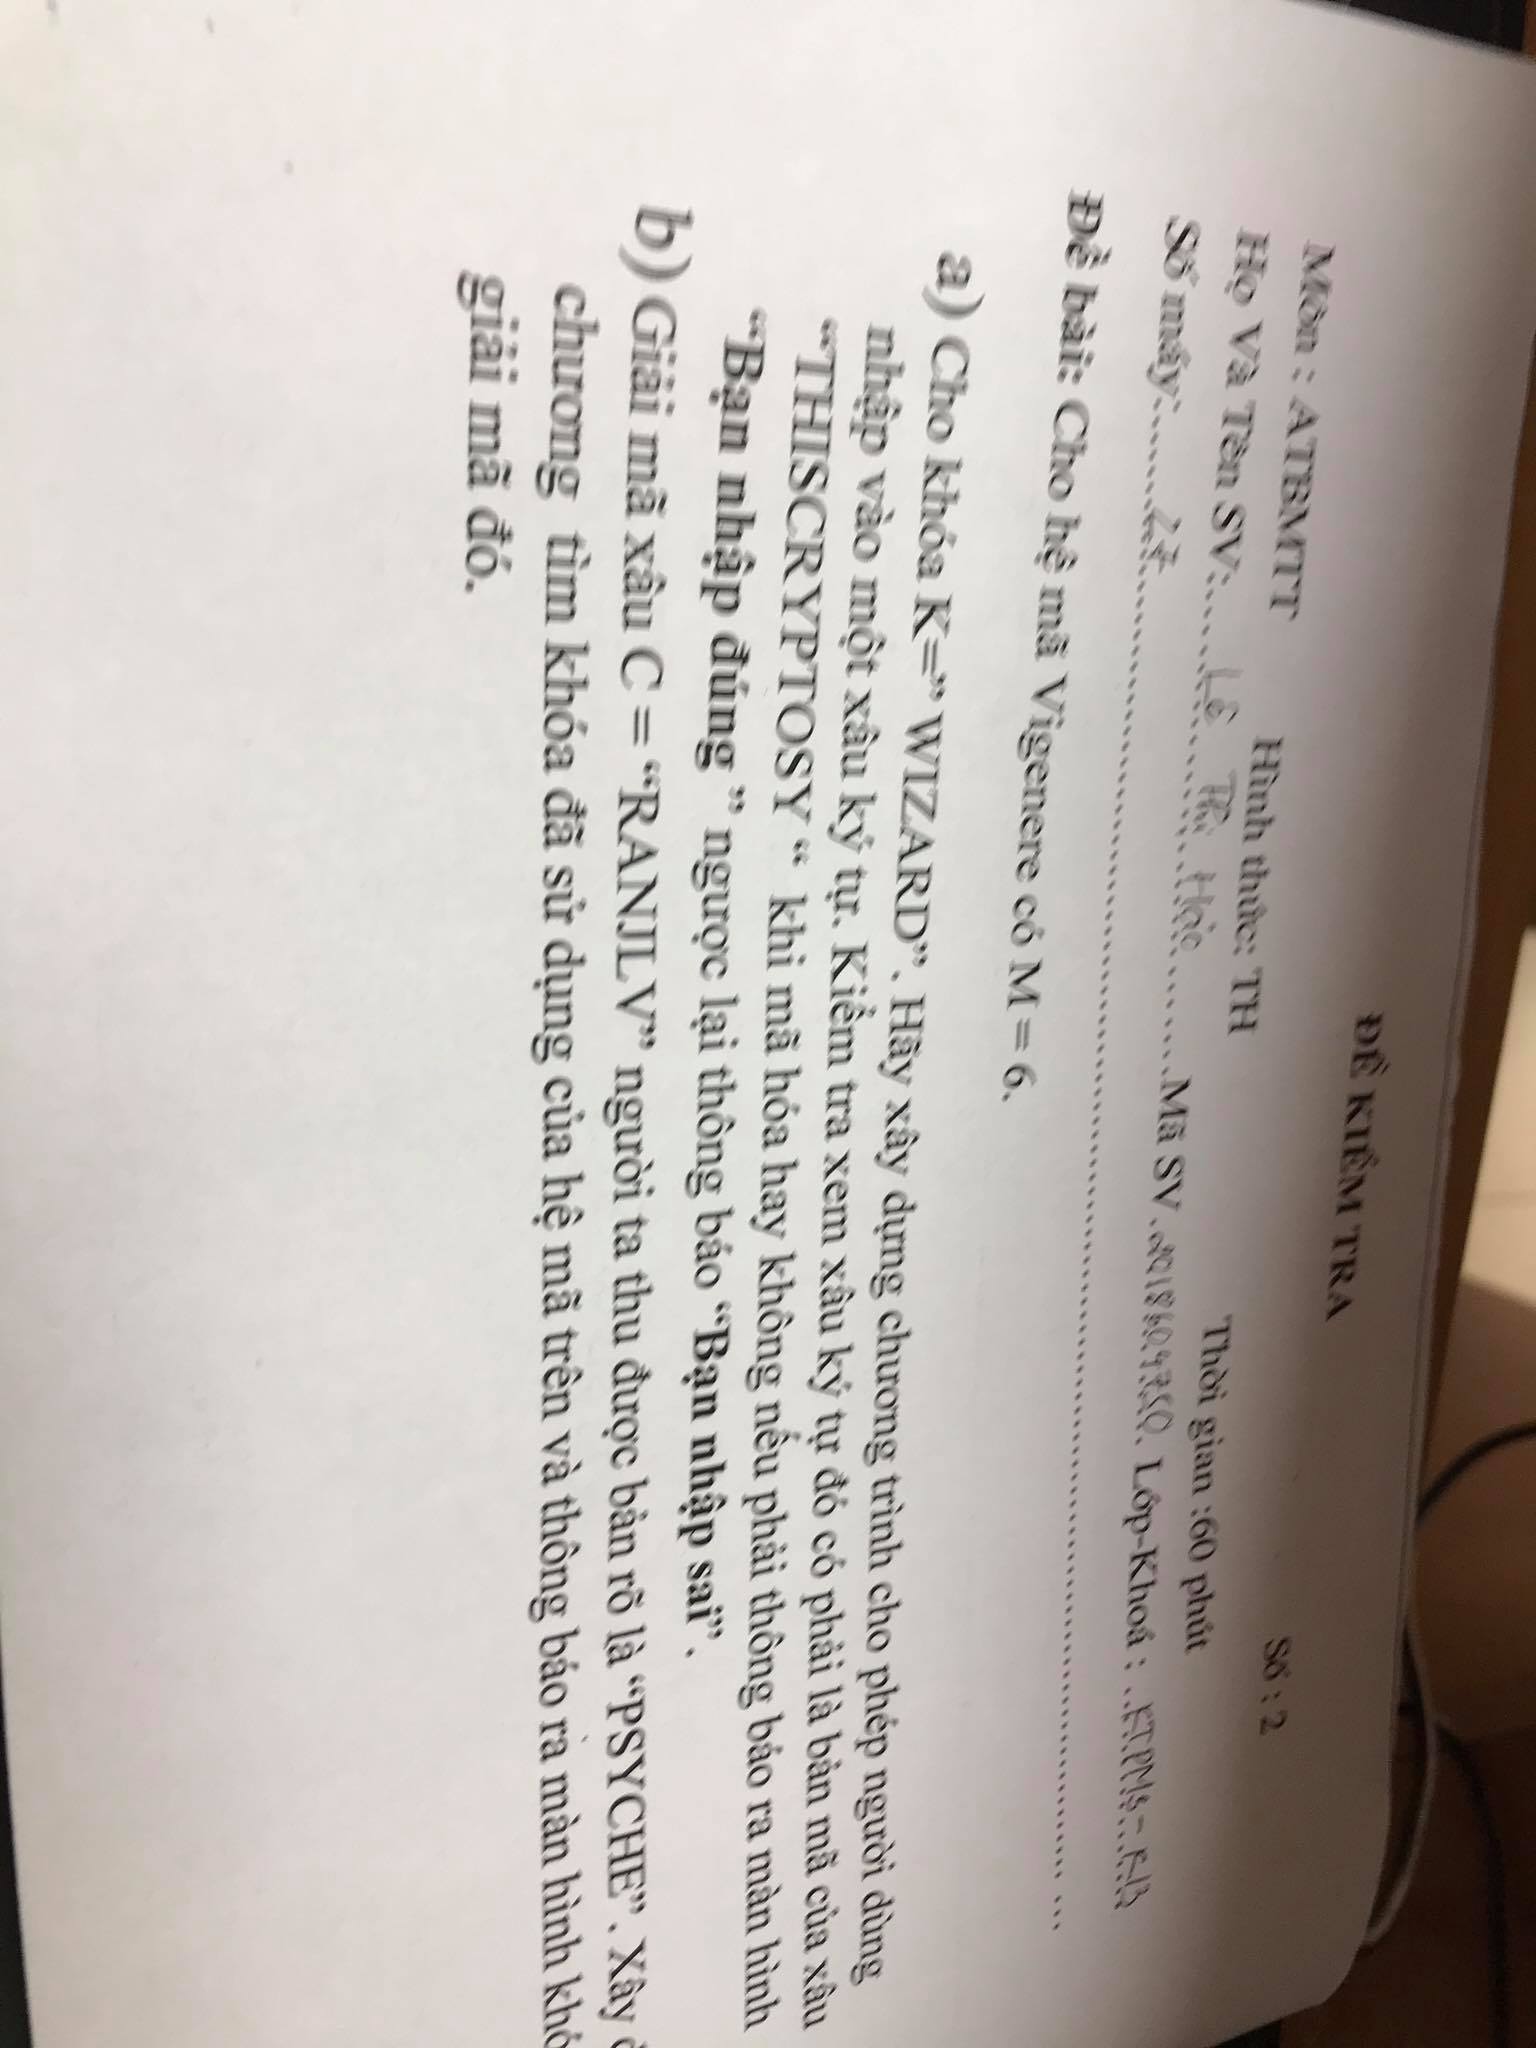 ĐỀ KIỂM TRA
Số : 2
Môn : ATBMTT Hình thức: TH Thời gian :60 phút
Họ Và Tên SV:.....Lê Thị Hảo..........Mã SV.2018604750. Lớp-Khoá : ..KTPM3-K13
Số máy:.......27.......
Đề bài: Cho hệ mã Vigenere có M = 6.
a) Cho khóa K=” WIZARD”. Hãy xây dựng chương trình cho phép người dùng
nhập vào một xâu ký tự. Kiểm tra xem xâu ký tự đó có phải là bản mã của xâu
“THISCRYPTOSY “ khi mã hóa hay không nếu phải thông báo ra màn hình
“Bạn nhập đúng ” ngược lại thông báo “Bạn nhập sai”.
b) Giải mã xâu C = “RANJLV” người ta thu được bản rõ là “PSYCHE”. Xây
chương tìm khóa đã sử dụng của hệ mã trên và thông báo ra màn hình
giải mã đó.